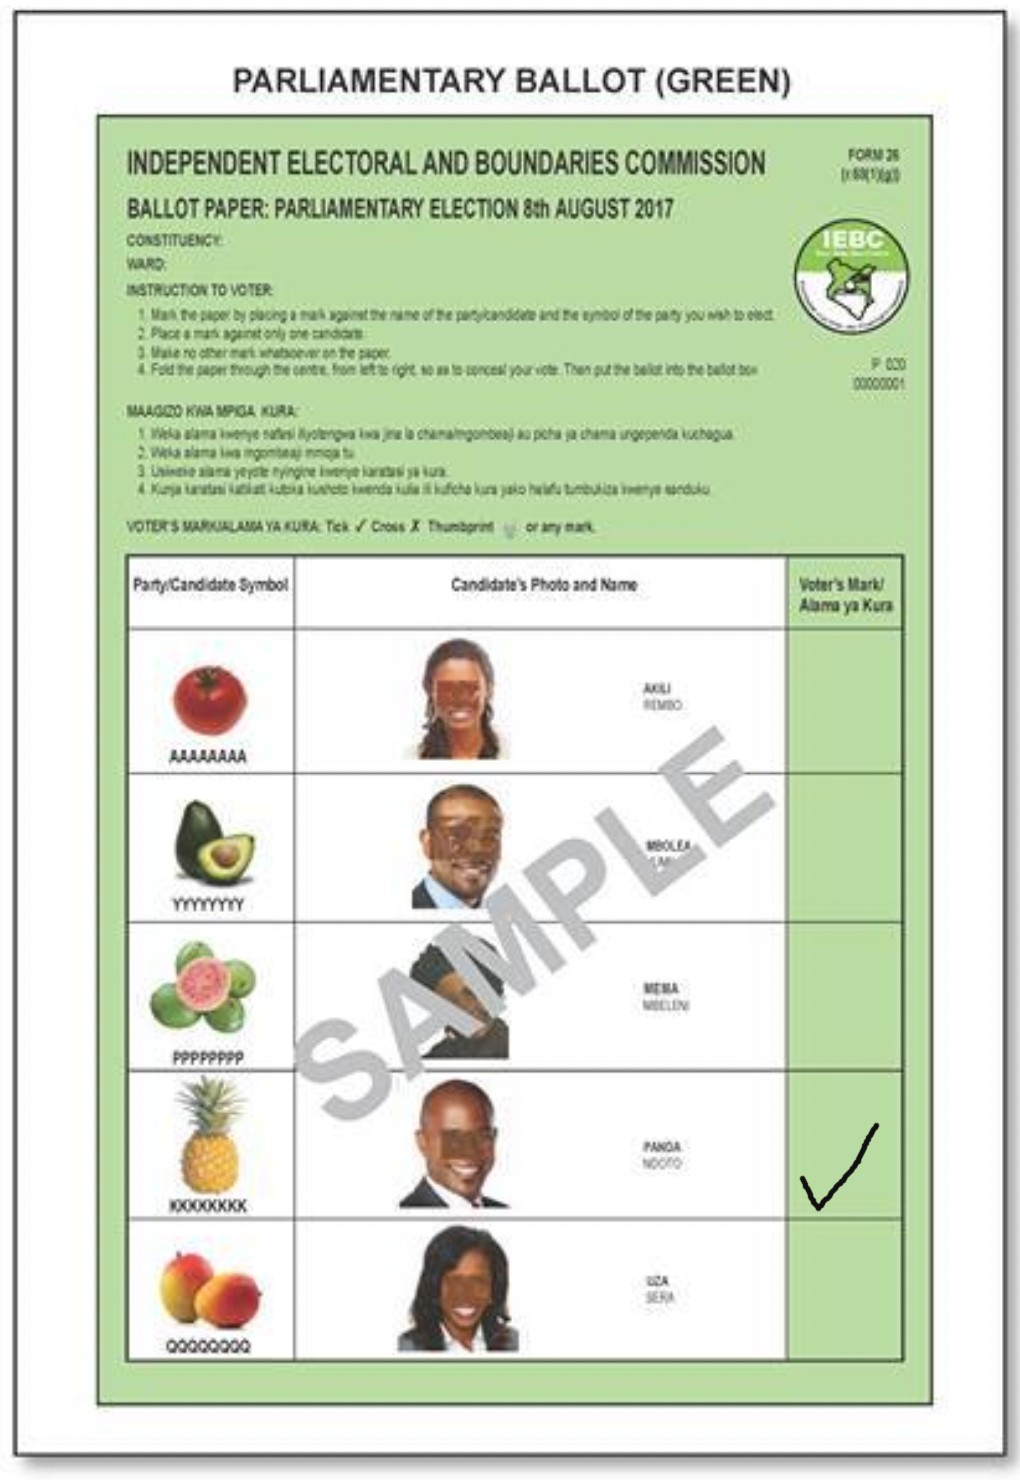 PARLIAMENTARY BALLOT (GREEN)
INDEPENDENT ELECTORAL AND BOUNDARIES COMMISSION
FORM 26
(r.68(1)(g))
BALLOT PAPER: PARLIAMENTARY ELECTION 8th AUGUST 2017
CONSTITUENCY:
WARD:
IEBC
INSTRUCTION TO VOTER:
1. Mark the paper by placing a mark against the name of the party/candidate and the symbol of the party you wish to elect.
2. Place a mark against only one candidate.
3. Make no other mark whatsoever on the paper.
4. Fold the paper through the centre, from left to right, so as to conceal your vote. Then put the ballot into the ballot box
P 020
00000001
MAAGIZO KWA MPIGA KURA:
1. Weka alama kwenye nafasi iliyotengwa kwa jina la chama/mgombeaji au picha ya chama ungependa kuchagua.
2. Weka alama kwa mgombeaji mmoja tu.
3. Usiweke alama yeyote nyingine kwenye karatasi ya kura.
4. Kunja karatasi katikati kutoka kushoto kwenda kulia ili kuficha kura yako halafu tumbukiza kwenye sanduku.
VOTER'S MARK/ALAMA YA KURA: Tick ✓ Cross ✗ Thumbprint or any mark.
Party/Candidate Symbol
Candidate's Photo and Name
Voter's Mark/
Alama ya Kura
AKILI
REMBO
AAAAAAAA
MBOLEA
YYYYYYYY
MEMA
MBELENI
PPPPPPPP
PANDA
NDOTO
KKKKKKKK
UZA
SERA
QQQQQQQQ
SAMPLE